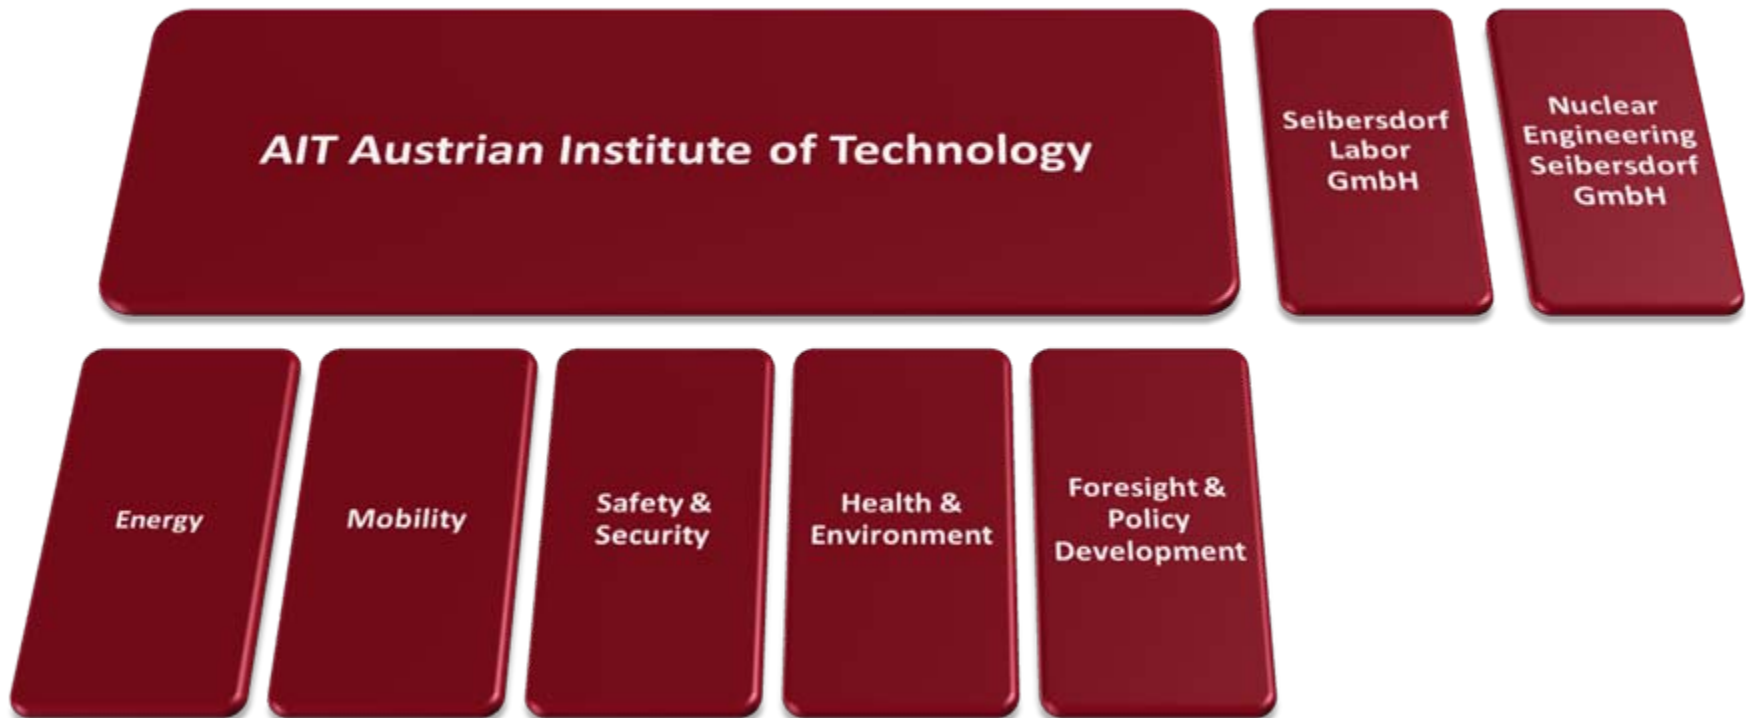 AIT Austrian Institute of Technology
Seibersdorf
Labor
GmbH
Nuclear
Engineering
Seibersdorf
GmbH
Energy
Mobility
Safety &
Security
Health &
Environment
Foresight &
Policy
Development